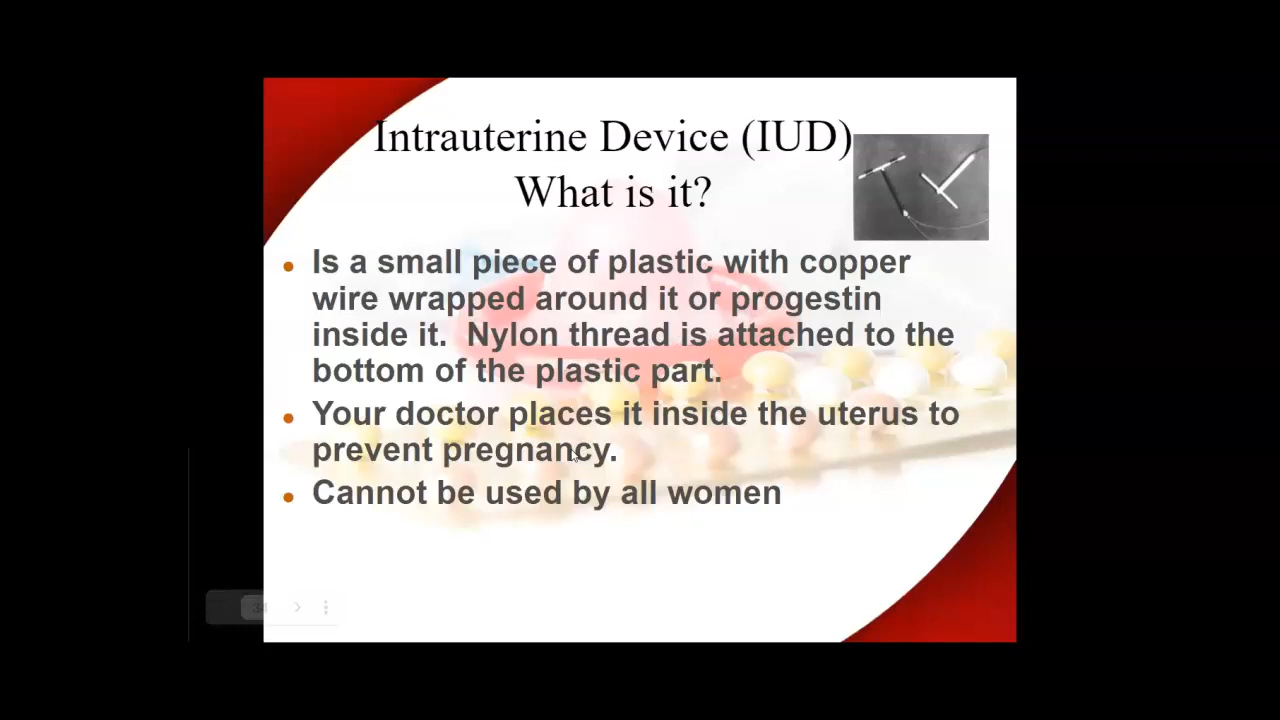 Intrauterine Device (IUD)
What is it?
Is a small piece of plastic with copper
wire wrapped around it or progestin
inside it.  Nylon thread is attached to the
bottom of the plastic part.
Your doctor places it inside the uterus to
prevent pregnancy.
Cannot be used by all women
34